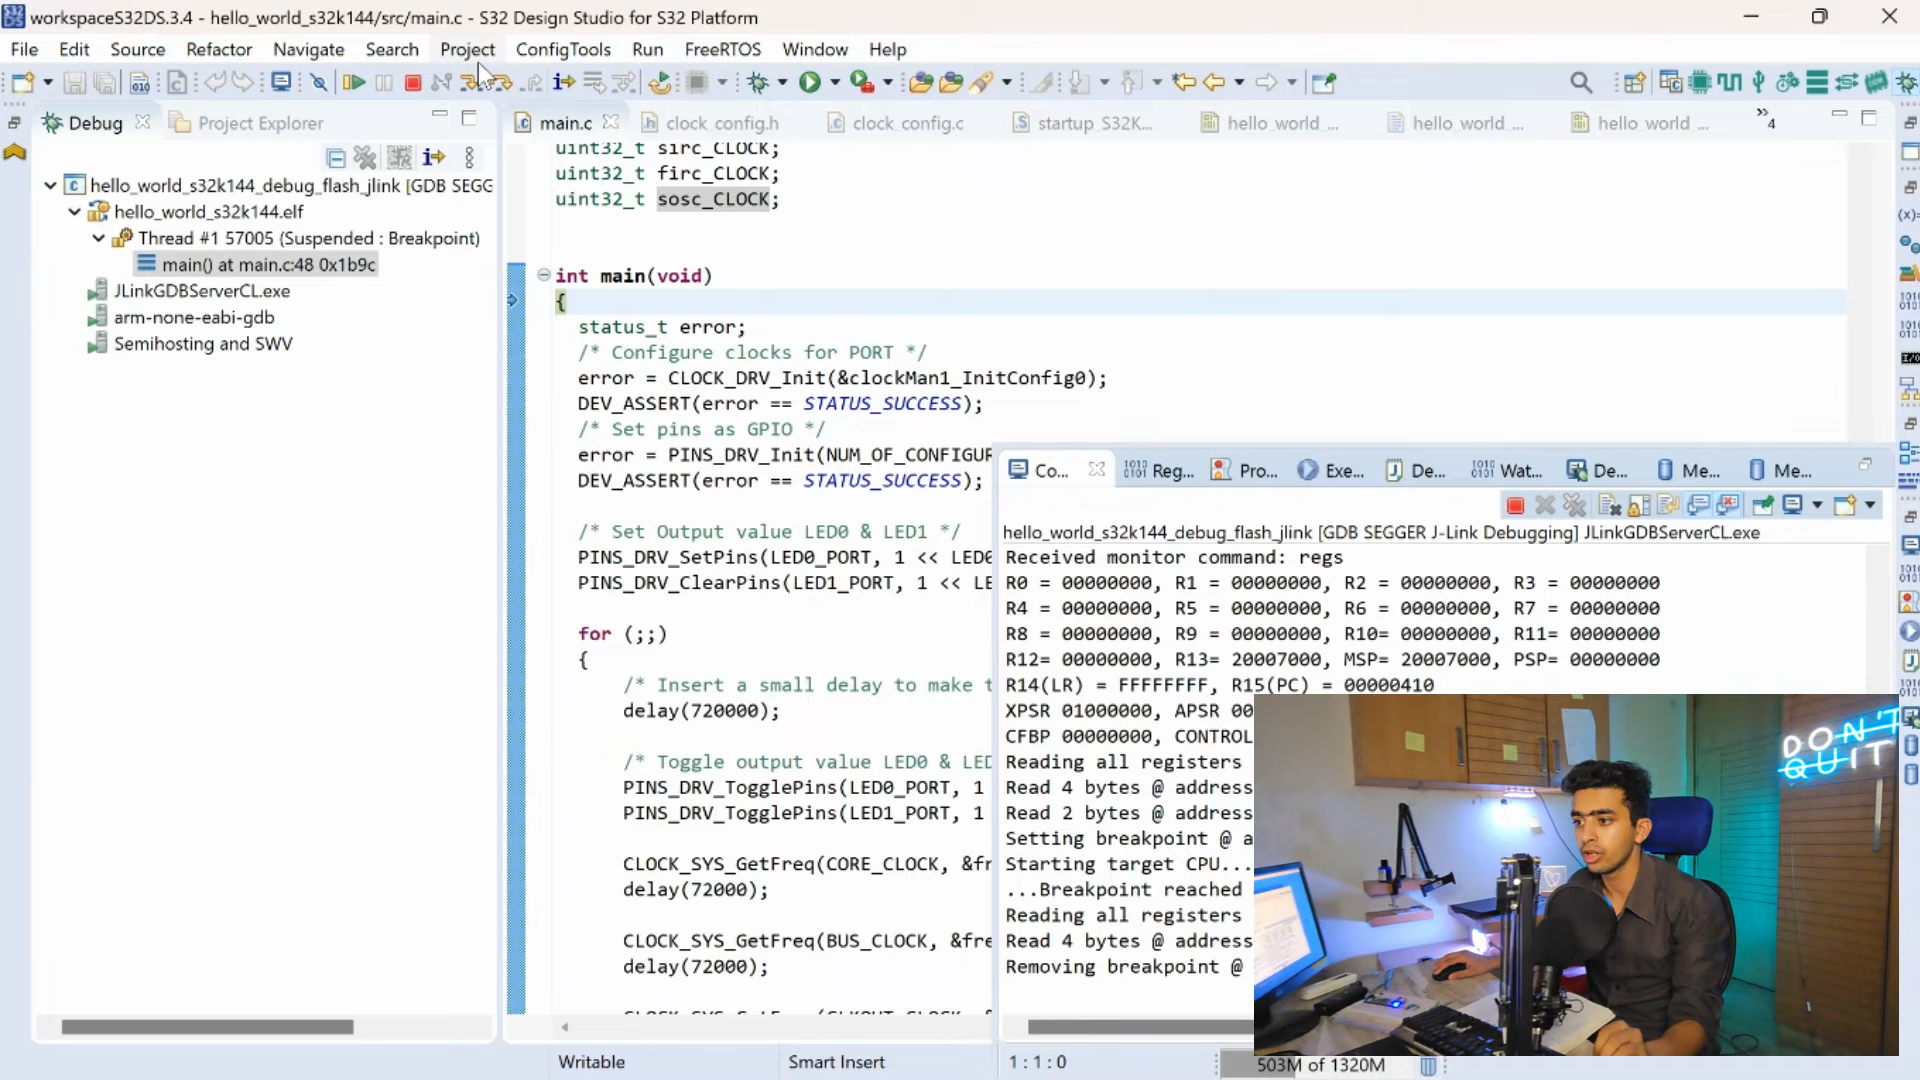 workspaceS32DS.3.4 - hello_world_s32k144/src/main.c - S32 Design Studio for S32 Platform
File Edit Source Refactor Navigate Search Project ConfigTools Run FreeRTOS Window Help
Debug
Project Explorer
main.c
clock config.h
clock config.c
startup_S32K...
hello world ...
hello world ...
hello world ...
4
hello_world_s32k144_debug_flash_jlink [GDB SEGG
hello_world_s32k144.elf
Thread #1 57005 (Suspended : Breakpoint)
main() at main.c:48 0x1b9c
JLinkGDBServerCL.exe
arm-none-eabi-gdb
Semihosting and SWV
uint32_t sirc_CLOCK;
uint32_t firc_CLOCK;
uint32_t sosc_CLOCK;
int main(void)
{
status_t error;
/* Configure clocks for PORT */
error = CLOCK_DRV_Init(&clockMan1_InitConfig0);
DEV_ASSERT(error == STATUS_SUCCESS);
/* Set pins as GPIO */
error = PINS_DRV_Init(NUM_OF_CONFIGUR
DEV_ASSERT(error == STATUS_SUCCESS);
/* Set Output value LED0 & LED1 */
PINS_DRV_SetPins(LED0_PORT, 1 << LED0
PINS_DRV_ClearPins(LED1_PORT, 1 << LE
for (;;)
{
/* Insert a small delay to make t
delay(720000);
/* Toggle output value LED0 & LED
PINS_DRV_TogglePins(LED0_PORT, 1
PINS_DRV_TogglePins(LED1_PORT, 1
CLOCK_SYS_GetFreq(CORE_CLOCK, &fr
delay(72000);
CLOCK_SYS_GetFreq(BUS_CLOCK, &fre
delay(72000);
Co... Reg... Pro... Exe... De... Wat... De... Me... Me...
hello_world_s32k144_debug_flash_jlink [GDB SEGGER J-Link Debugging] JLinkGDBServerCL.exe
Received monitor command: regs
R0 = 00000000, R1 = 00000000, R2 = 00000000, R3 = 00000000
R4 = 00000000, R5 = 00000000, R6 = 00000000, R7 = 00000000
R8 = 00000000, R9 = 00000000, R10= 00000000, R11= 00000000
R12= 00000000, R13= 20007000, MSP= 20007000, PSP= 00000000
R14(LR) = FFFFFFFF, R15(PC) = 00000410
XPSR 01000000, APSR 00
CFBP 00000000, CONTROL
Reading all registers
Read 4 bytes @ address
Read 2 bytes @ address
Setting breakpoint @ a
Starting target CPU...
...Breakpoint reached
Reading all registers
Read 4 bytes @ address
Removing breakpoint @
DON'T
QUIT
Writable
Smart Insert
1 : 1 : 0
503M of 1320M